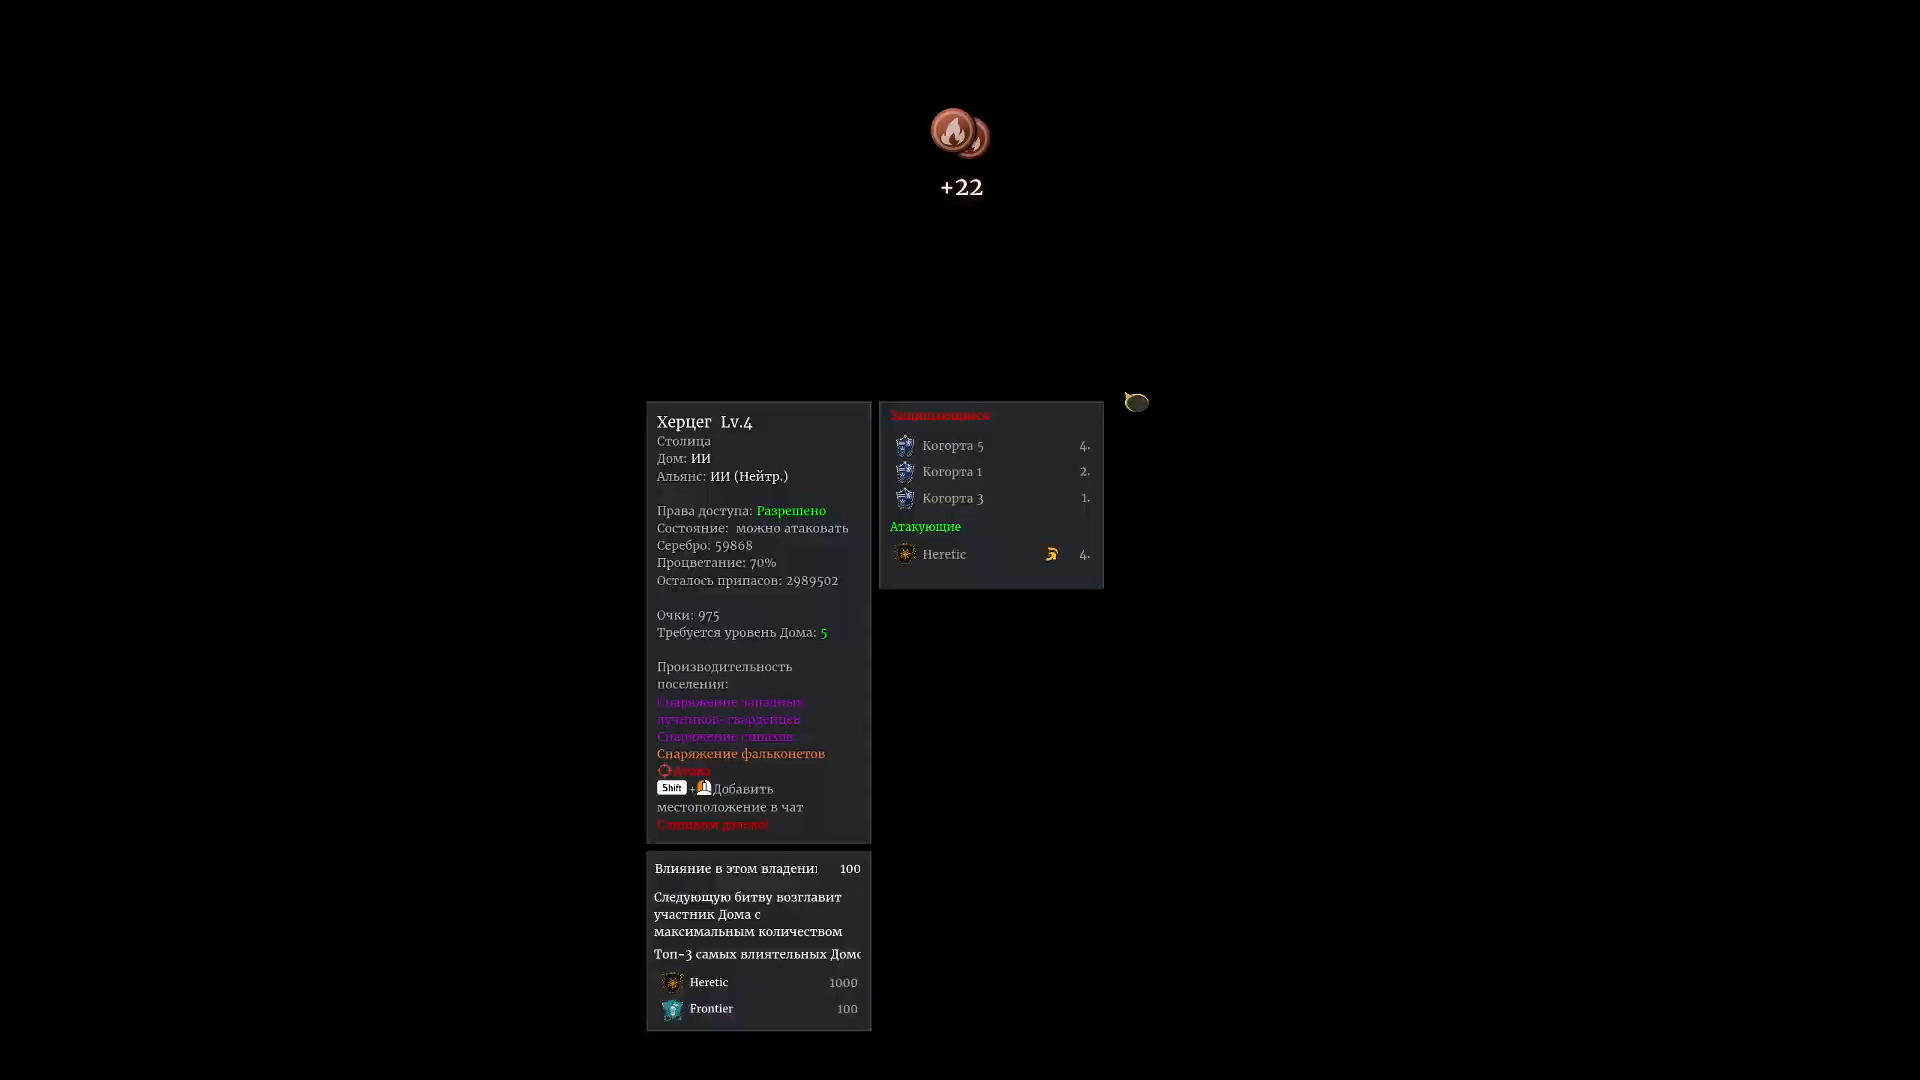 +22
Херцег Lv.4
Столица
Дом: ИИ
Альянс: ИИ (Нейтр.)
Права доступа: Разрешено
Состояние: можно атаковать
Серебро: 59868
Процветание: 70%
Осталось припасов: 2989502
Очки: 975
Требуется уровень Дома: 5
Производительность
поселения:
Снаряжение западных
лучников-гвардейцев
Снаряжение сипахов
Снаряжение фальконетов
Атака
Shift + Добавить
местоположение в чат
Слишком далеко!
Защищающиеся
Когорта 5 4.
Когорта 1 2.
Когорта 3 1.
Атакующие
Heretic 4.
Влияние в этом владени 100
Следующую битву возглавит
участник Дома с
максимальным количеством
Топ-3 самых влиятельных Домо
Heretic 1000
Frontier 100